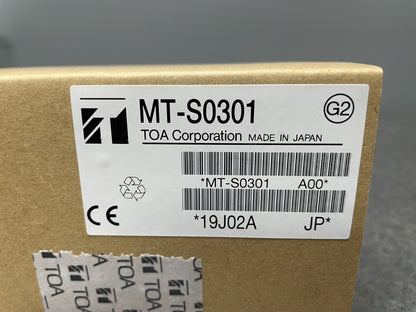 MT-S0301
G2
TOA Corporation MADE IN JAPAN
*MT-S0301 A00*
CE
*19J02A JP*
TOA
TOA
TOA